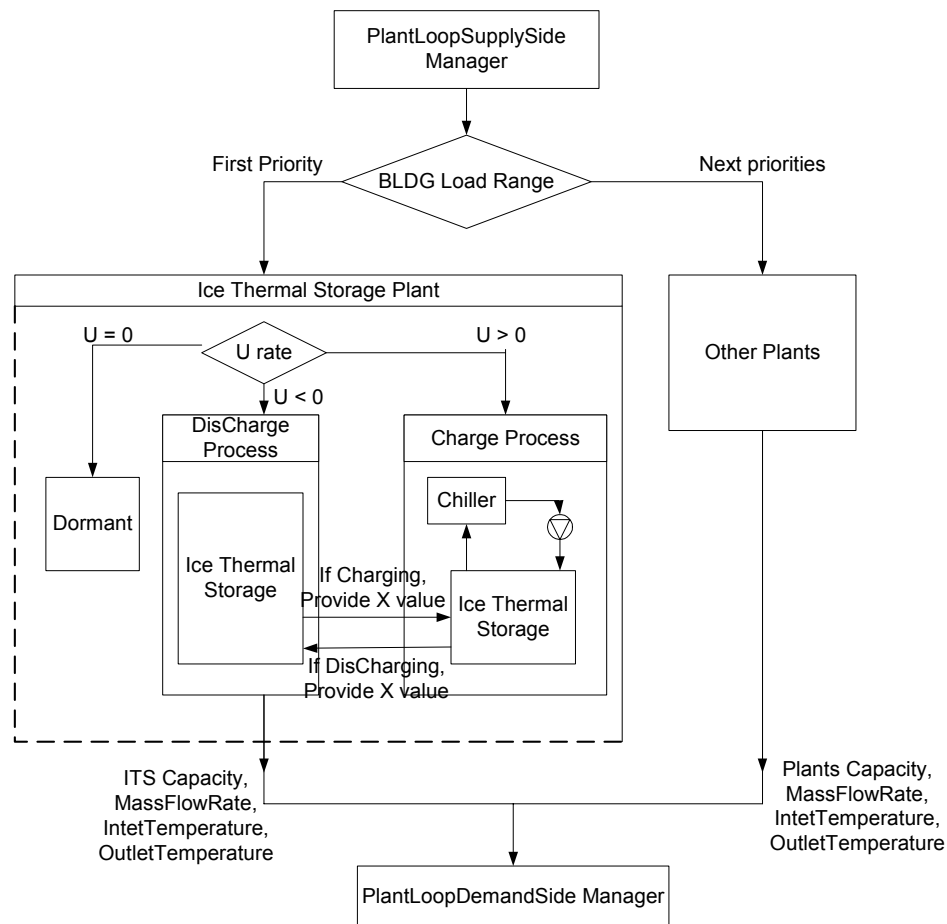 PlantLoopSupplySide
Manager
First Priority
BLDG Load Range
Next priorities
Ice Thermal Storage Plant
U = 0
U rate
U > 0
U < 0
Other Plants
DisCharge
Process
Charge Process
Dormant
Chiller
Ice Thermal
Storage
If Charging,
Provide X value
Ice Thermal
Storage
If DisCharging,
Provide X value
ITS Capacity,
MassFlowRate,
IntetTemperature,
OutletTemperature
Plants Capacity,
MassFlowRate,
IntetTemperature,
OutletTemperature
PlantLoopDemandSide Manager